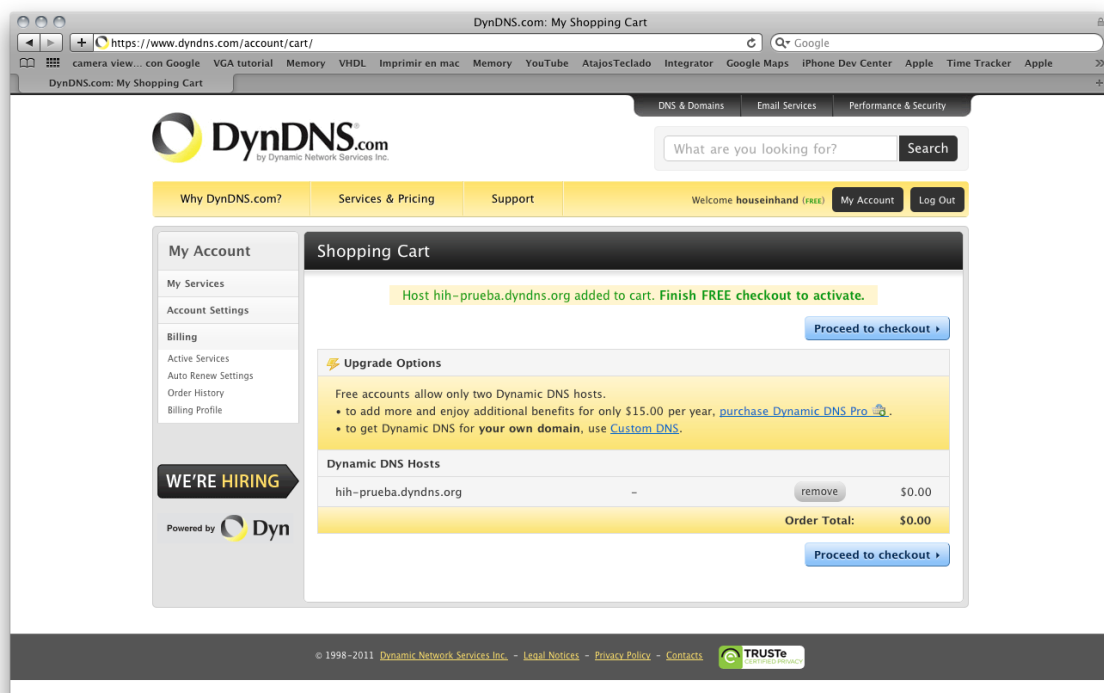 DynDNS.com: My Shopping Cart
https://www.dyndns.com/account/cart/
Google
camera view... con Google VGA tutorial Memory VHDL Imprimir en mac Memory YouTube AtajosTeclado Integrator Google Maps iPhone Dev Center Apple Time Tracker Apple
DynDNS.com: My Shopping Cart
DNS & Domains Email Services Performance & Security
DynDNS.com
by Dynamic Network Services Inc.
What are you looking for? Search
Why DynDNS.com? Services & Pricing Support Welcome houseinhand (FREE) My Account Log Out
My Account
My Services
Account Settings
Billing
Active Services
Auto Renew Settings
Order History
Billing Profile
WE'RE HIRING
Powered by Dyn
Shopping Cart
Host hih-prueba.dyndns.org added to cart. Finish FREE checkout to activate.
Proceed to checkout ›
Upgrade Options
Free accounts allow only two Dynamic DNS hosts.
• to add more and enjoy additional benefits for only $15.00 per year, purchase Dynamic DNS Pro .
• to get Dynamic DNS for your own domain, use Custom DNS.
Dynamic DNS Hosts
hih-prueba.dyndns.org – remove $0.00
Order Total: $0.00
Proceed to checkout ›
© 1998-2011 Dynamic Network Services Inc. – Legal Notices – Privacy Policy – Contacts
TRUSTe
CERTIFIED PRIVACY